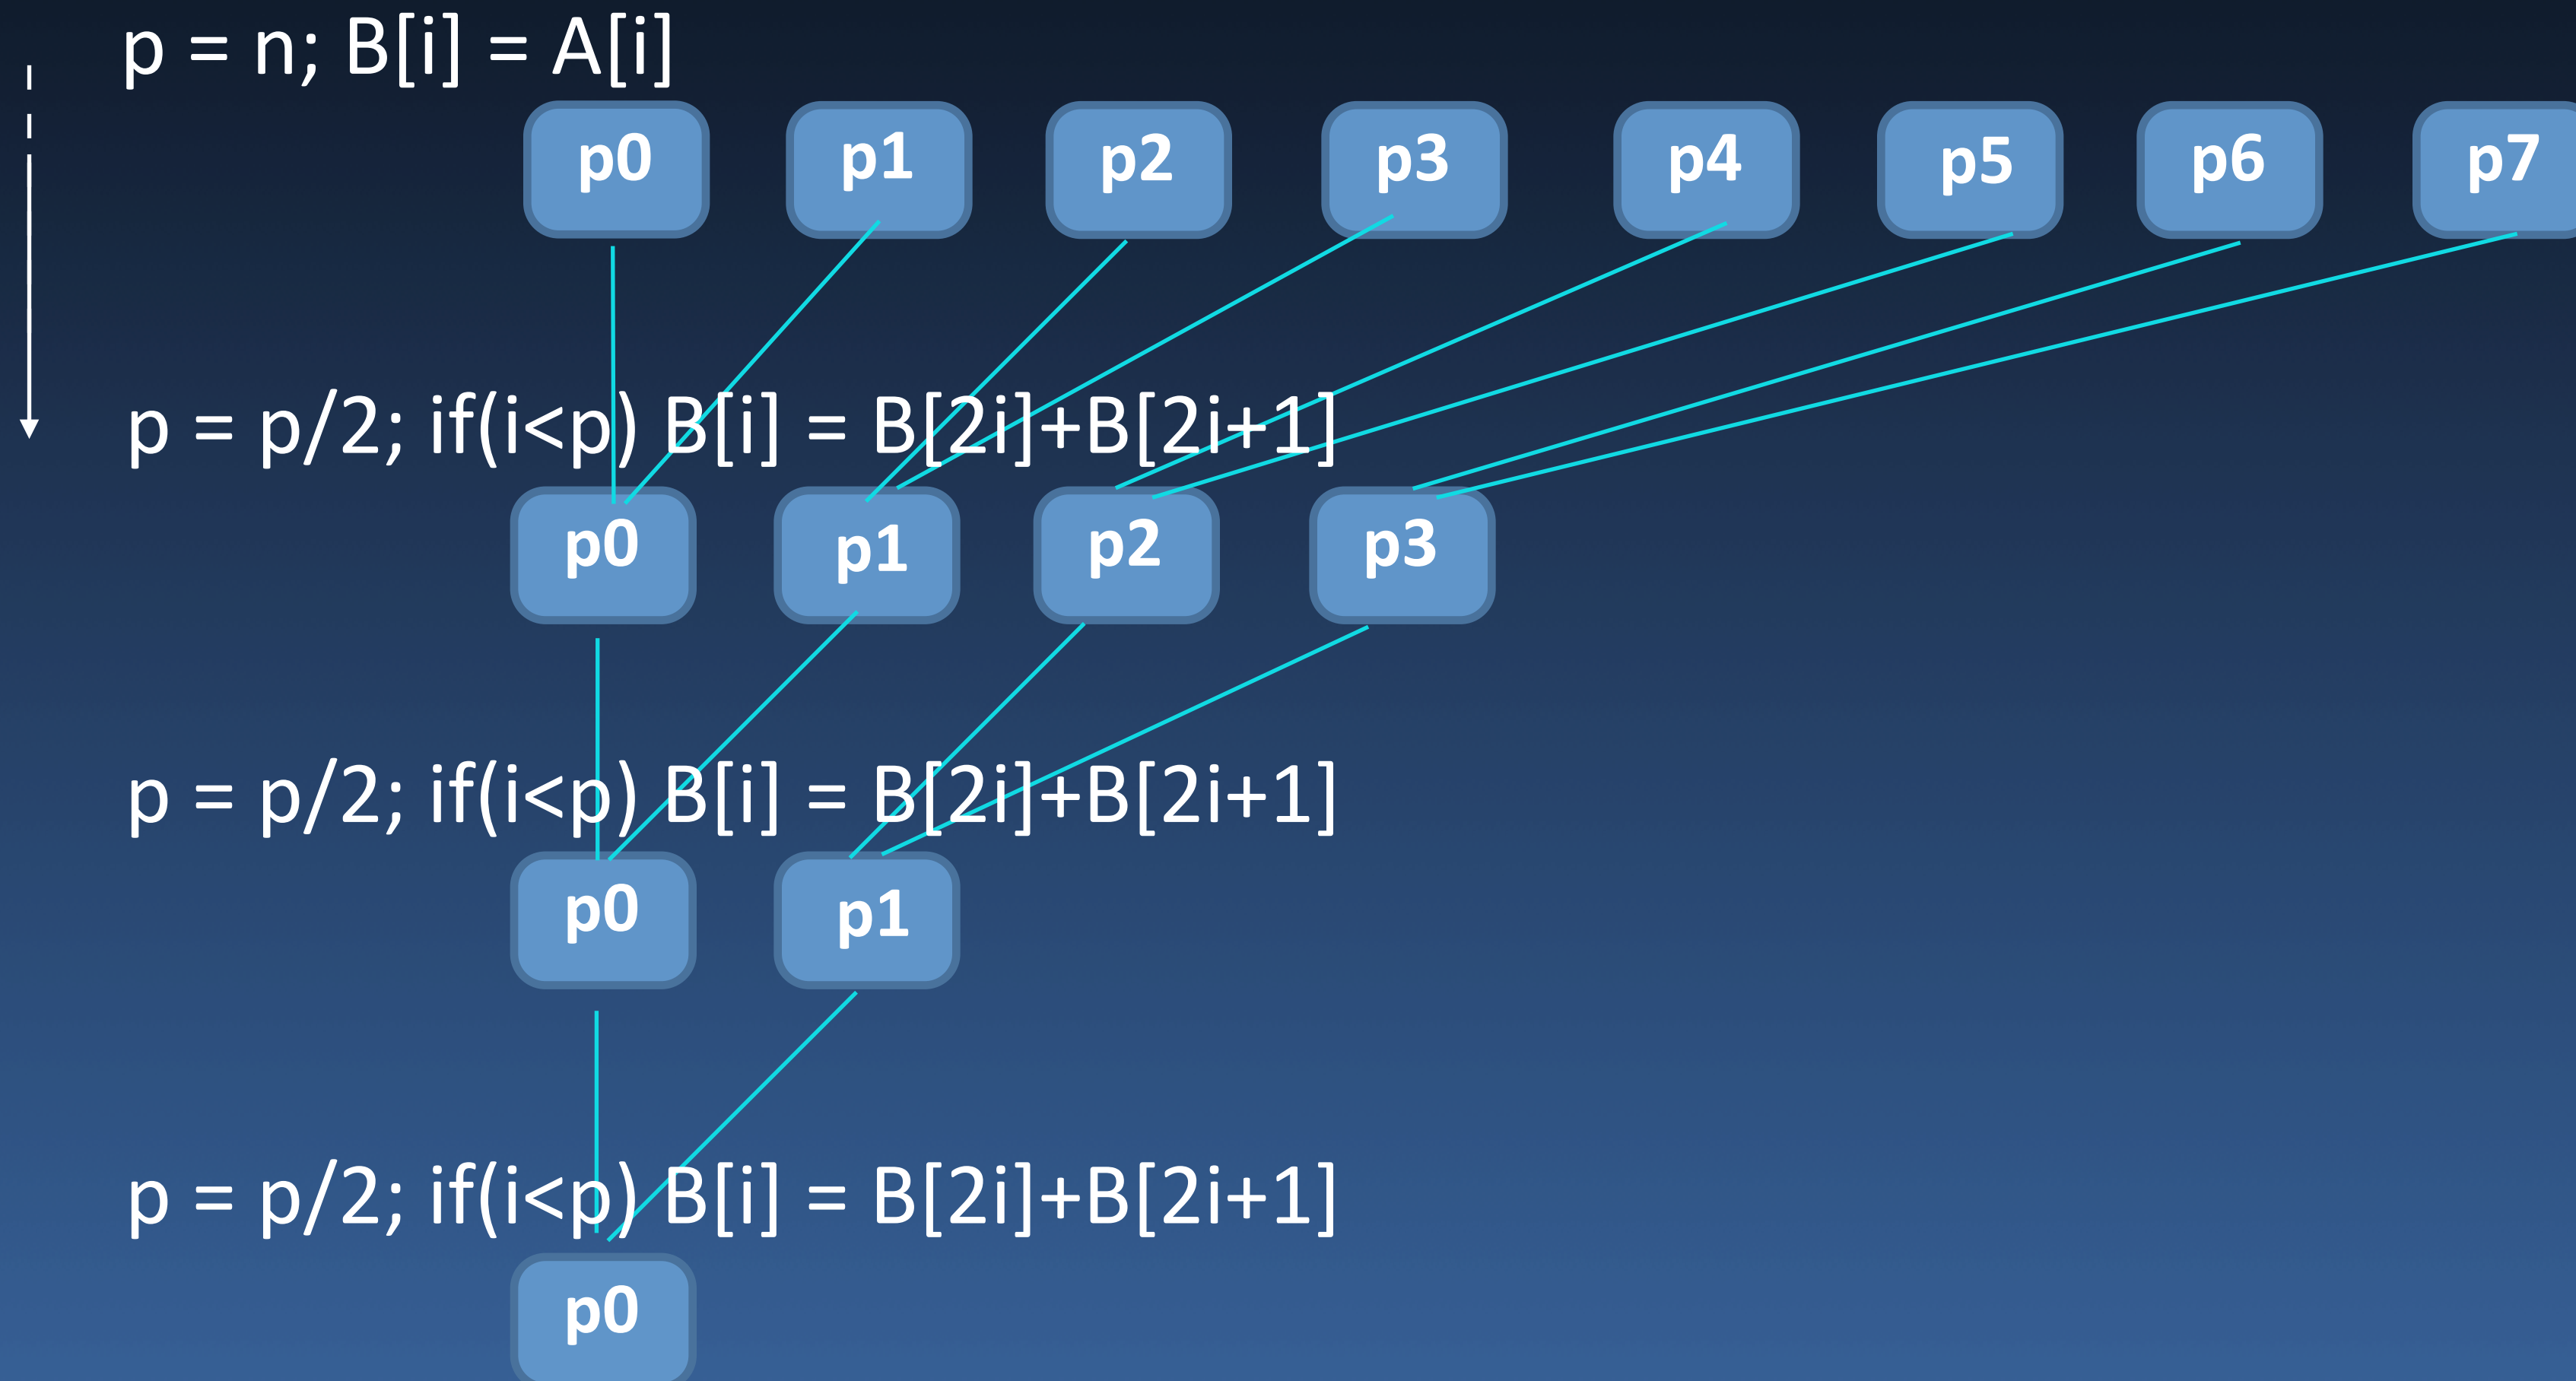 p = n; B[i] = A[i]
p0 p1 p2 p3 p4 p5 p6 p7
p = p/2; if(i<p) B[i] = B[2i]+B[2i+1]
p0 p1 p2 p3
p = p/2; if(i<p) B[i] = B[2i]+B[2i+1]
p0 p1
p = p/2; if(i<p) B[i] = B[2i]+B[2i+1]
p0